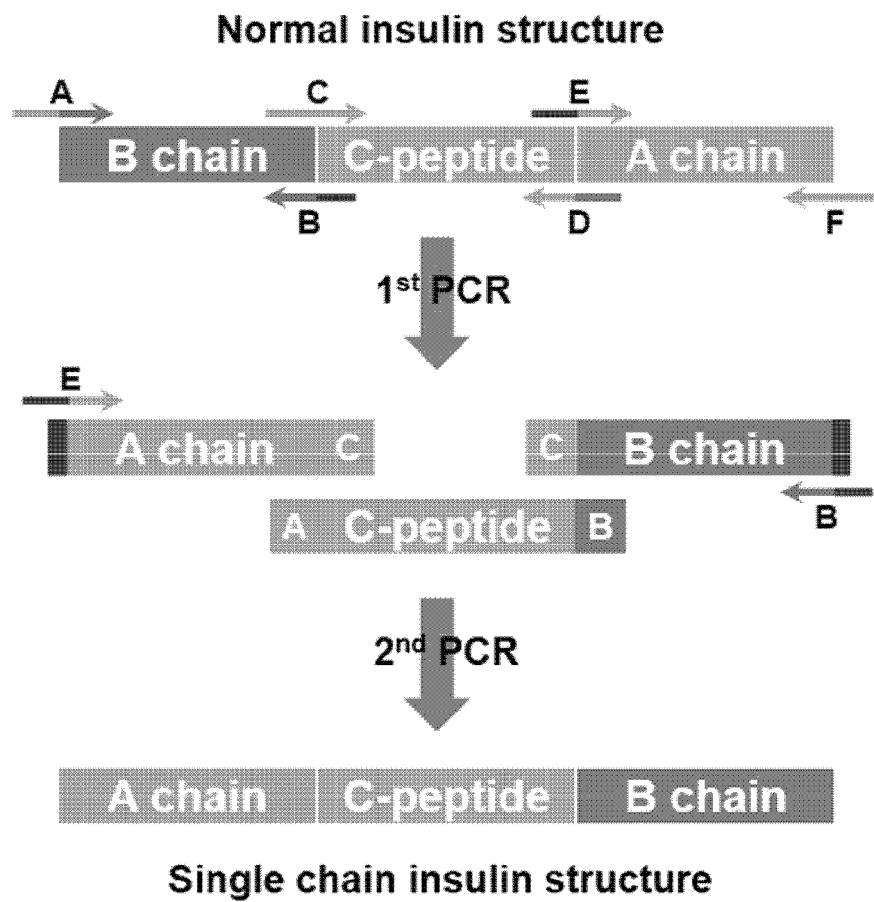 Normal insulin structure
A C E
B chain C-peptide A chain
B D F
1st PCR
E
A chain C C B chain
B
A C-peptide B
2nd PCR
A chain C-peptide B chain
Single chain insulin structure